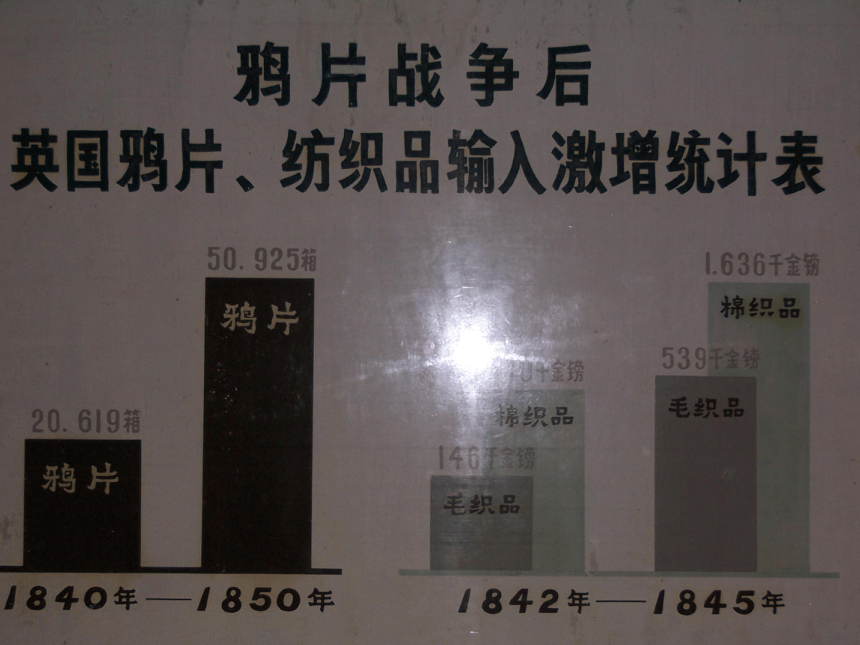 鸦片战争后
英国鸦片、纺织品输入激增统计表
50.925箱
鸦片
20.619箱
鸦片
1840年—1850年
1.636千金镑
棉织品
539千金镑
毛织品
千金镑
棉织品
146千金镑
毛织品
1842年—1845年